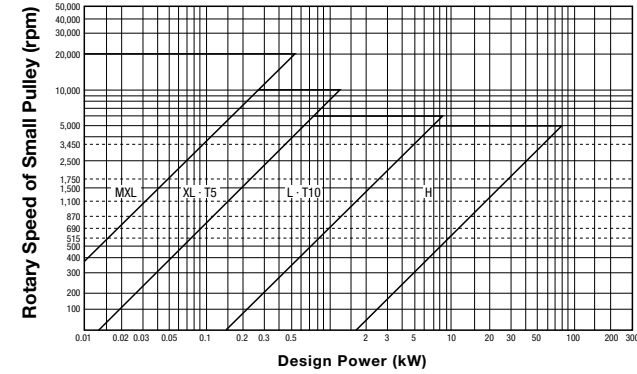 Rotary Speed of Small Pulley (rpm)
50,000
40,000
30,000
20,000
10,000
5,000
3,450
2,500
1,750
1,500
1,100
870
690
515
500
400
300
200
100
MXL
XL · T5
L · T10
H
0.01 0.02 0.03 0.05 0.1 0.2 0.3 0.5 2 3 5 10 20 30 50 100 200 300
Design Power (kW)